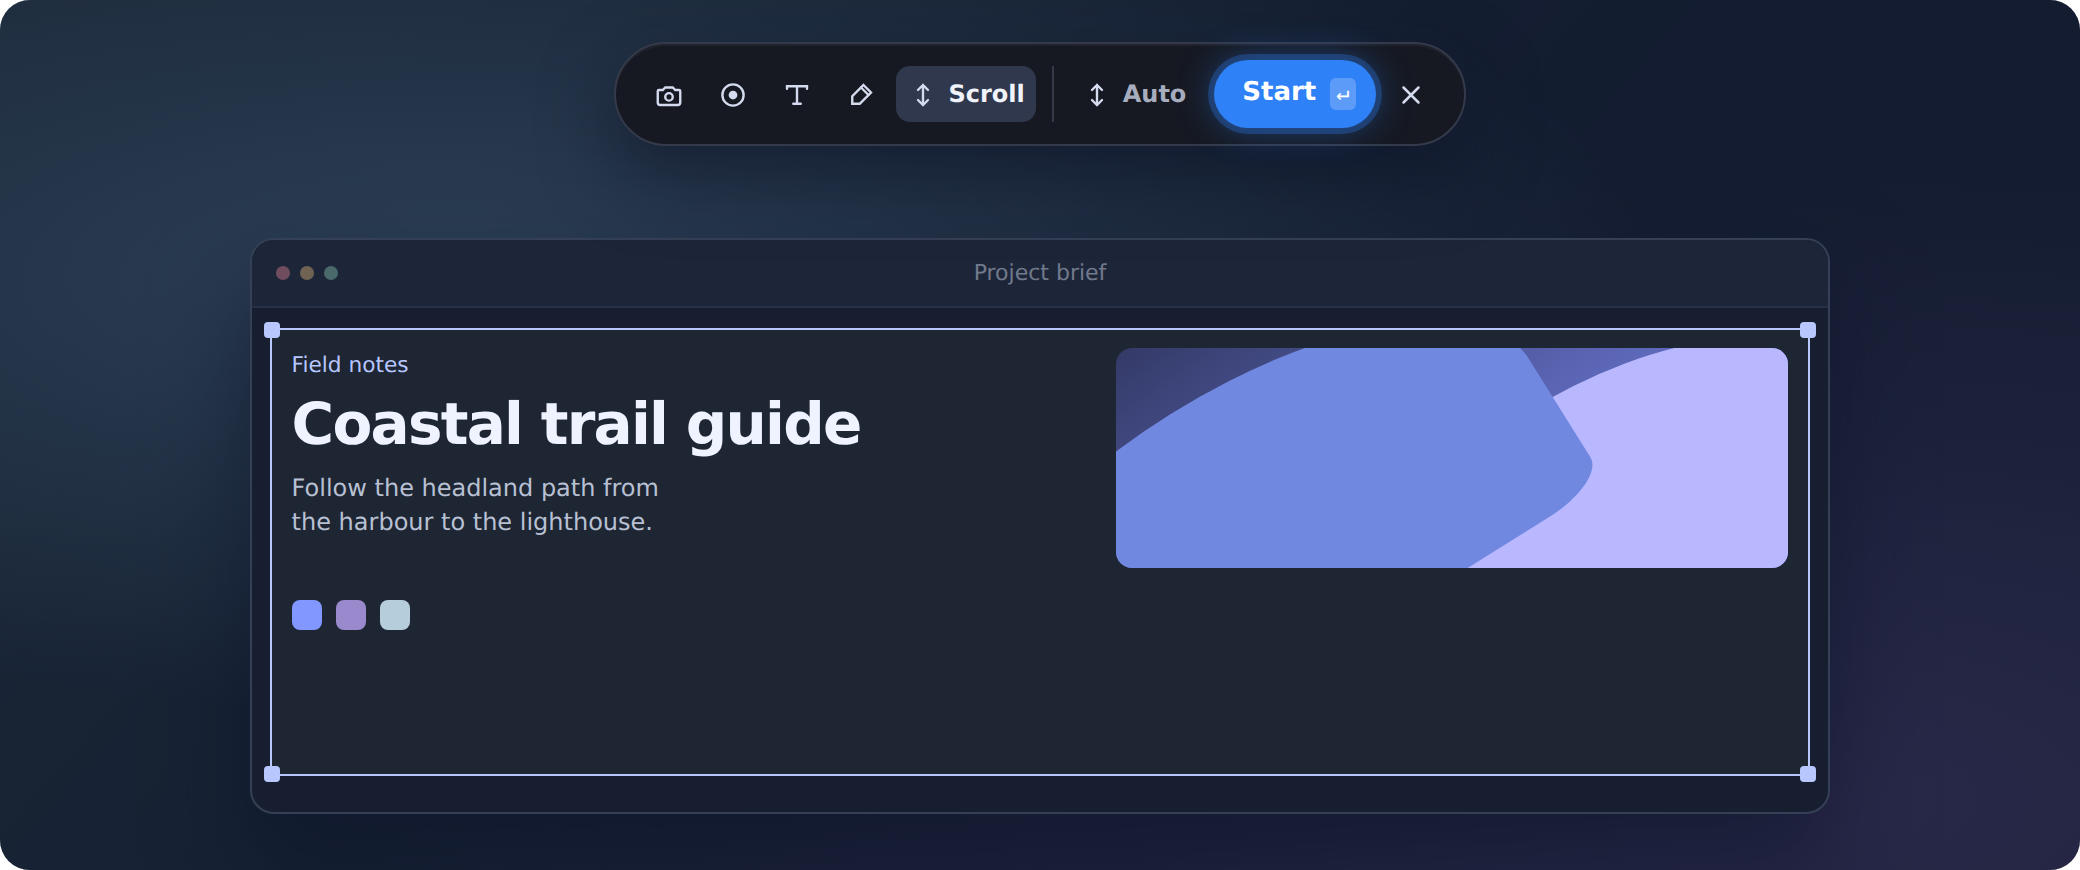 Scroll
Auto
Start
Project brief
Field notes
Coastal trail guide
Follow the headland path from
the harbour to the lighthouse.